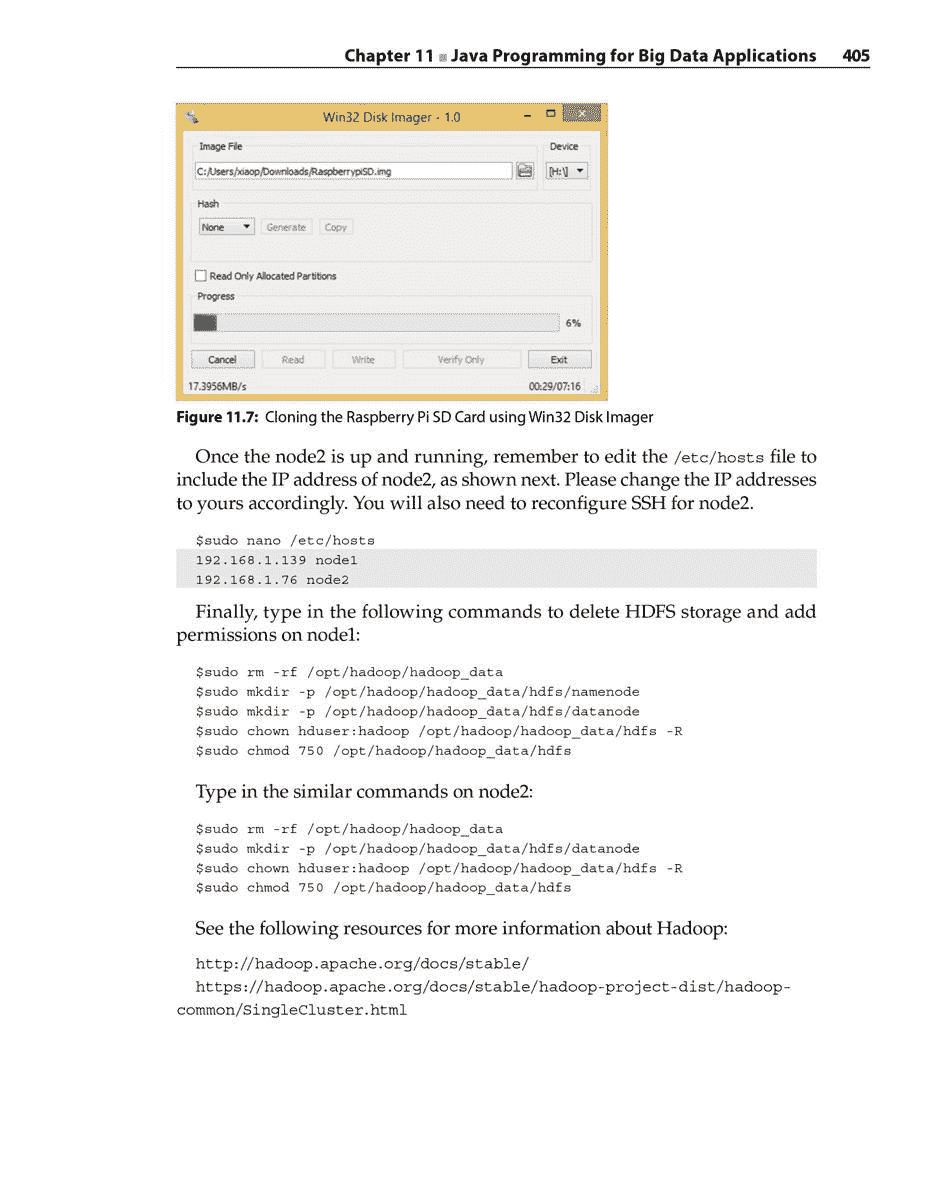 Chapter 11 ■ Java Programming for Big Data Applications 405
Win32 Disk Imager - 1.0
Image File Device
C:/Users/xiaop/Downloads/RaspberrypiSD.img [H:\]
Hash
None Generate Copy
Read Only Allocated Partitions
Progress
6%
Cancel Read Write Verify Only Exit
17.3956MB/s 00:29/07:16
Figure 11.7: Cloning the Raspberry Pi SD Card using Win32 Disk Imager
Once the node2 is up and running, remember to edit the /etc/hosts file to
include the IP address of node2, as shown next. Please change the IP addresses
to yours accordingly. You will also need to reconfigure SSH for node2.
$sudo nano /etc/hosts
192.168.1.139 node1
192.168.1.76 node2
Finally, type in the following commands to delete HDFS storage and add
permissions on node1:
$sudo rm -rf /opt/hadoop/hadoop_data
$sudo mkdir -p /opt/hadoop/hadoop_data/hdfs/namenode
$sudo mkdir -p /opt/hadoop/hadoop_data/hdfs/datanode
$sudo chown hduser:hadoop /opt/hadoop/hadoop_data/hdfs -R
$sudo chmod 750 /opt/hadoop/hadoop_data/hdfs
Type in the similar commands on node2:
$sudo rm -rf /opt/hadoop/hadoop_data
$sudo mkdir -p /opt/hadoop/hadoop_data/hdfs/datanode
$sudo chown hduser:hadoop /opt/hadoop/hadoop_data/hdfs -R
$sudo chmod 750 /opt/hadoop/hadoop_data/hdfs
See the following resources for more information about Hadoop:
http://hadoop.apache.org/docs/stable/
https://hadoop.apache.org/docs/stable/hadoop-project-dist/hadoop-
common/SingleCluster.html